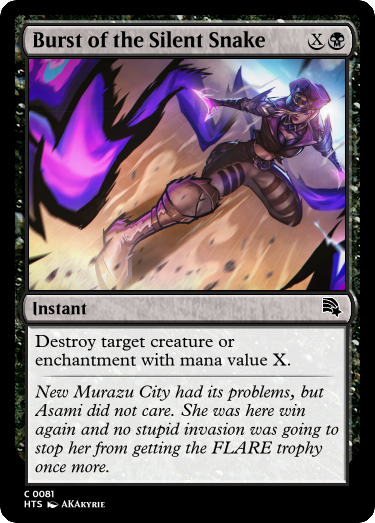 Burst of the Silent Snake X
Instant
Destroy target creature or
enchantment with mana value X.
New Murazu City had its problems, but
Asami did not care. She was here win
again and no stupid invasion was going to
stop her from getting the FLARE trophy
once more.
C 0081
HTS AKAkyrie